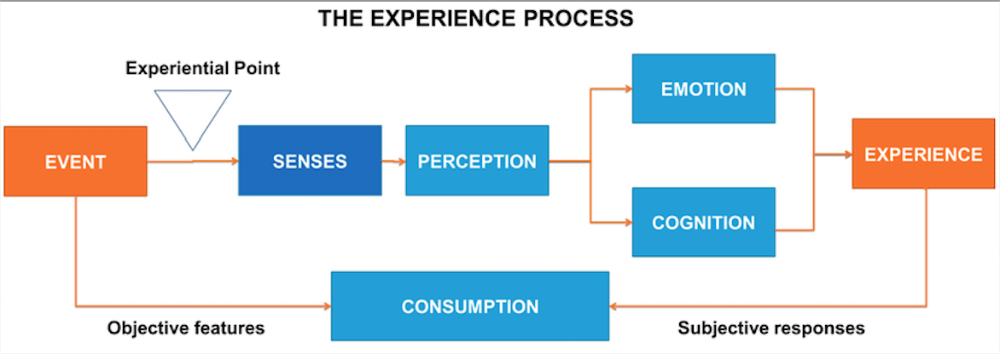 THE EXPERIENCE PROCESS
Experiential Point
EMOTION
EVENT
SENSES
PERCEPTION
EXPERIENCE
COGNITION
CONSUMPTION
Objective features
Subjective responses